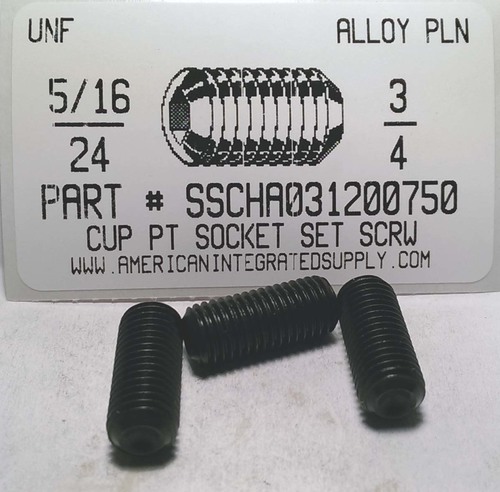 UNF ALLOY PLN
5/16 3
24 4
PART # SSCHA031200750
CUP PT SOCKET SET SCRW
WWW.AMERICANINTEGRATEDSUPPLY.COM